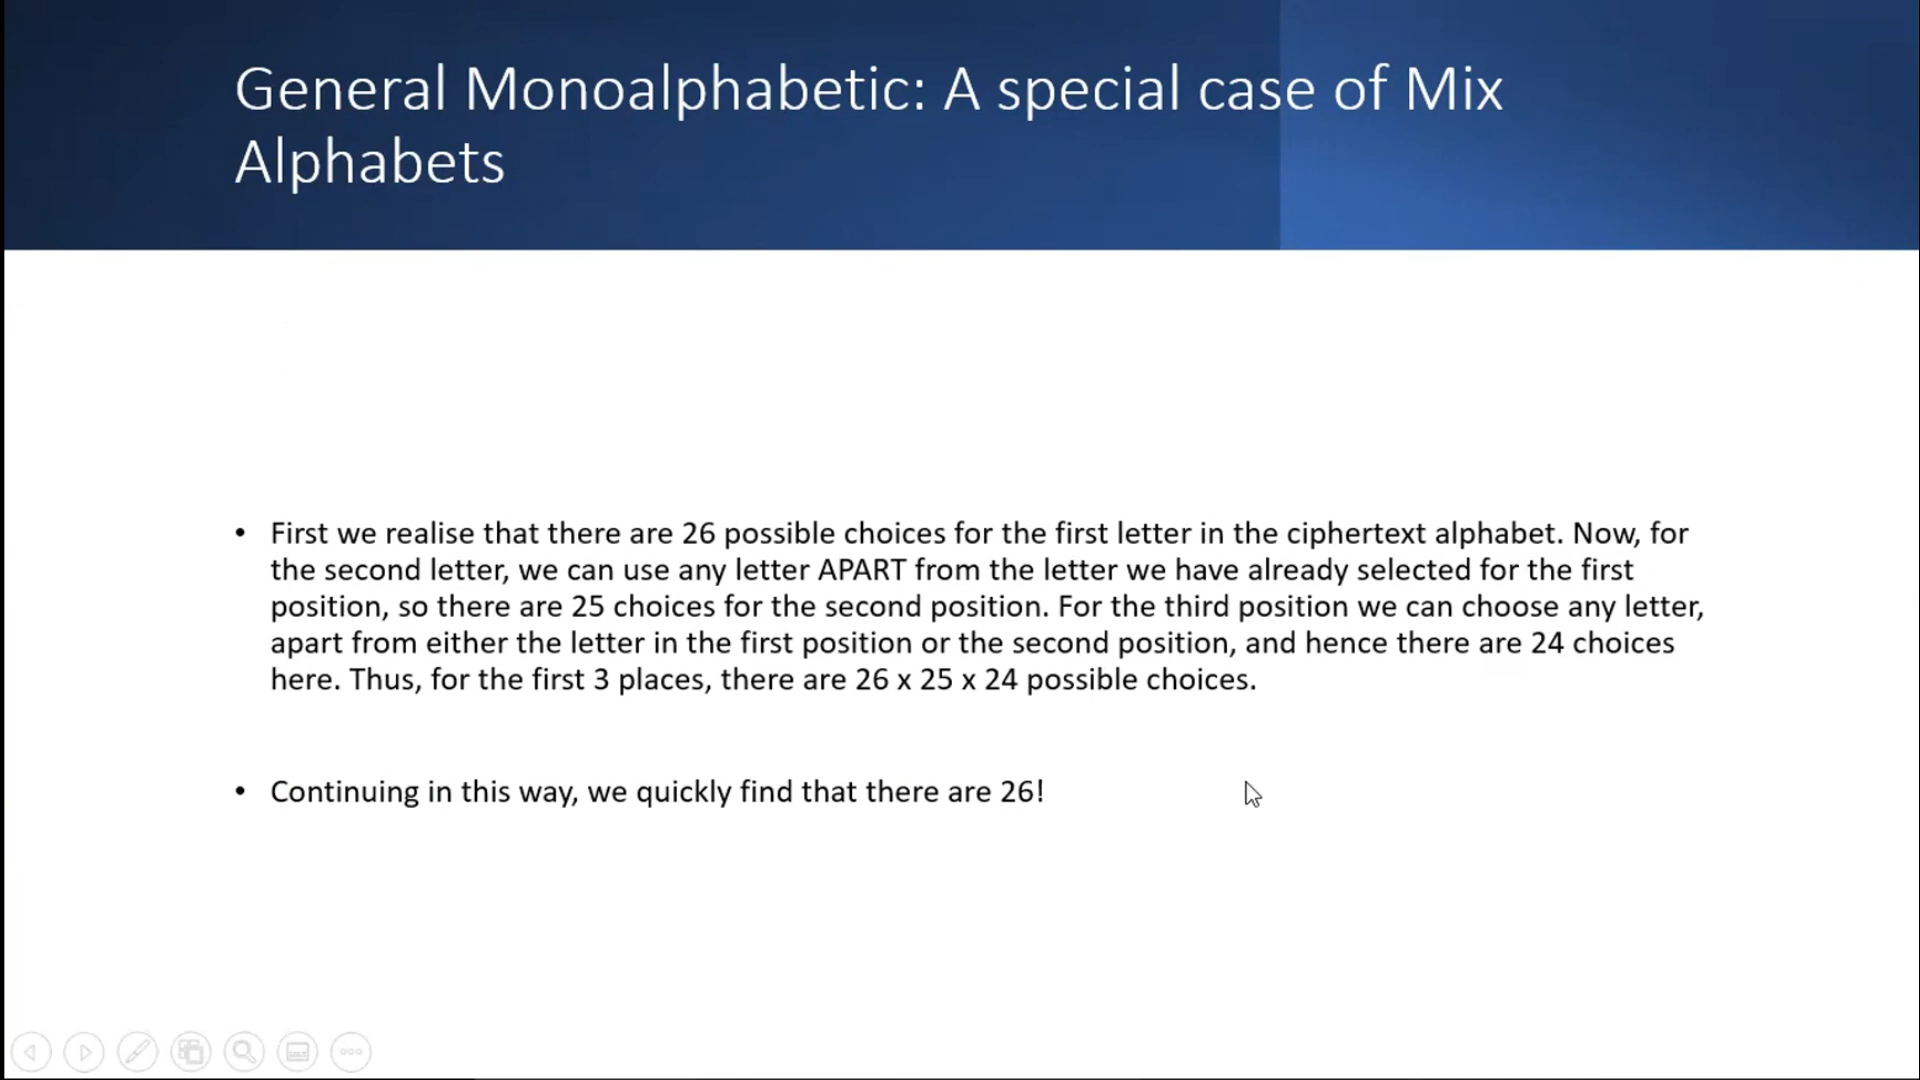 General Monoalphabetic: A special case of Mix
Alphabets
• First we realise that there are 26 possible choices for the first letter in the ciphertext alphabet. Now, for
the second letter, we can use any letter APART from the letter we have already selected for the first
position, so there are 25 choices for the second position. For the third position we can choose any letter,
apart from either the letter in the first position or the second position, and hence there are 24 choices
here. Thus, for the first 3 places, there are 26 x 25 x 24 possible choices.
• Continuing in this way, we quickly find that there are 26!